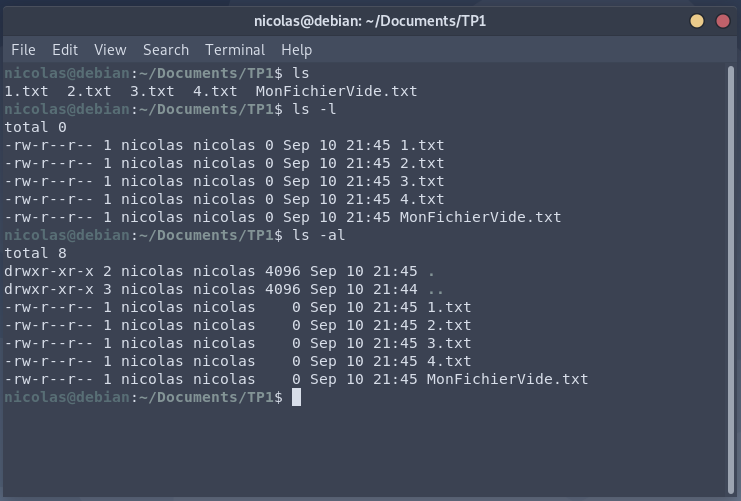 nicolas@debian: ~/Documents/TP1
File Edit View Search Terminal Help
nicolas@debian:~/Documents/TP1$ ls
1.txt  2.txt  3.txt  4.txt  MonFichierVide.txt
nicolas@debian:~/Documents/TP1$ ls -l
total 0
-rw-r--r-- 1 nicolas nicolas 0 Sep 10 21:45 1.txt
-rw-r--r-- 1 nicolas nicolas 0 Sep 10 21:45 2.txt
-rw-r--r-- 1 nicolas nicolas 0 Sep 10 21:45 3.txt
-rw-r--r-- 1 nicolas nicolas 0 Sep 10 21:45 4.txt
-rw-r--r-- 1 nicolas nicolas 0 Sep 10 21:45 MonFichierVide.txt
nicolas@debian:~/Documents/TP1$ ls -al
total 8
drwxr-xr-x 2 nicolas nicolas 4096 Sep 10 21:45 .
drwxr-xr-x 3 nicolas nicolas 4096 Sep 10 21:44 ..
-rw-r--r-- 1 nicolas nicolas    0 Sep 10 21:45 1.txt
-rw-r--r-- 1 nicolas nicolas    0 Sep 10 21:45 2.txt
-rw-r--r-- 1 nicolas nicolas    0 Sep 10 21:45 3.txt
-rw-r--r-- 1 nicolas nicolas    0 Sep 10 21:45 4.txt
-rw-r--r-- 1 nicolas nicolas    0 Sep 10 21:45 MonFichierVide.txt
nicolas@debian:~/Documents/TP1$